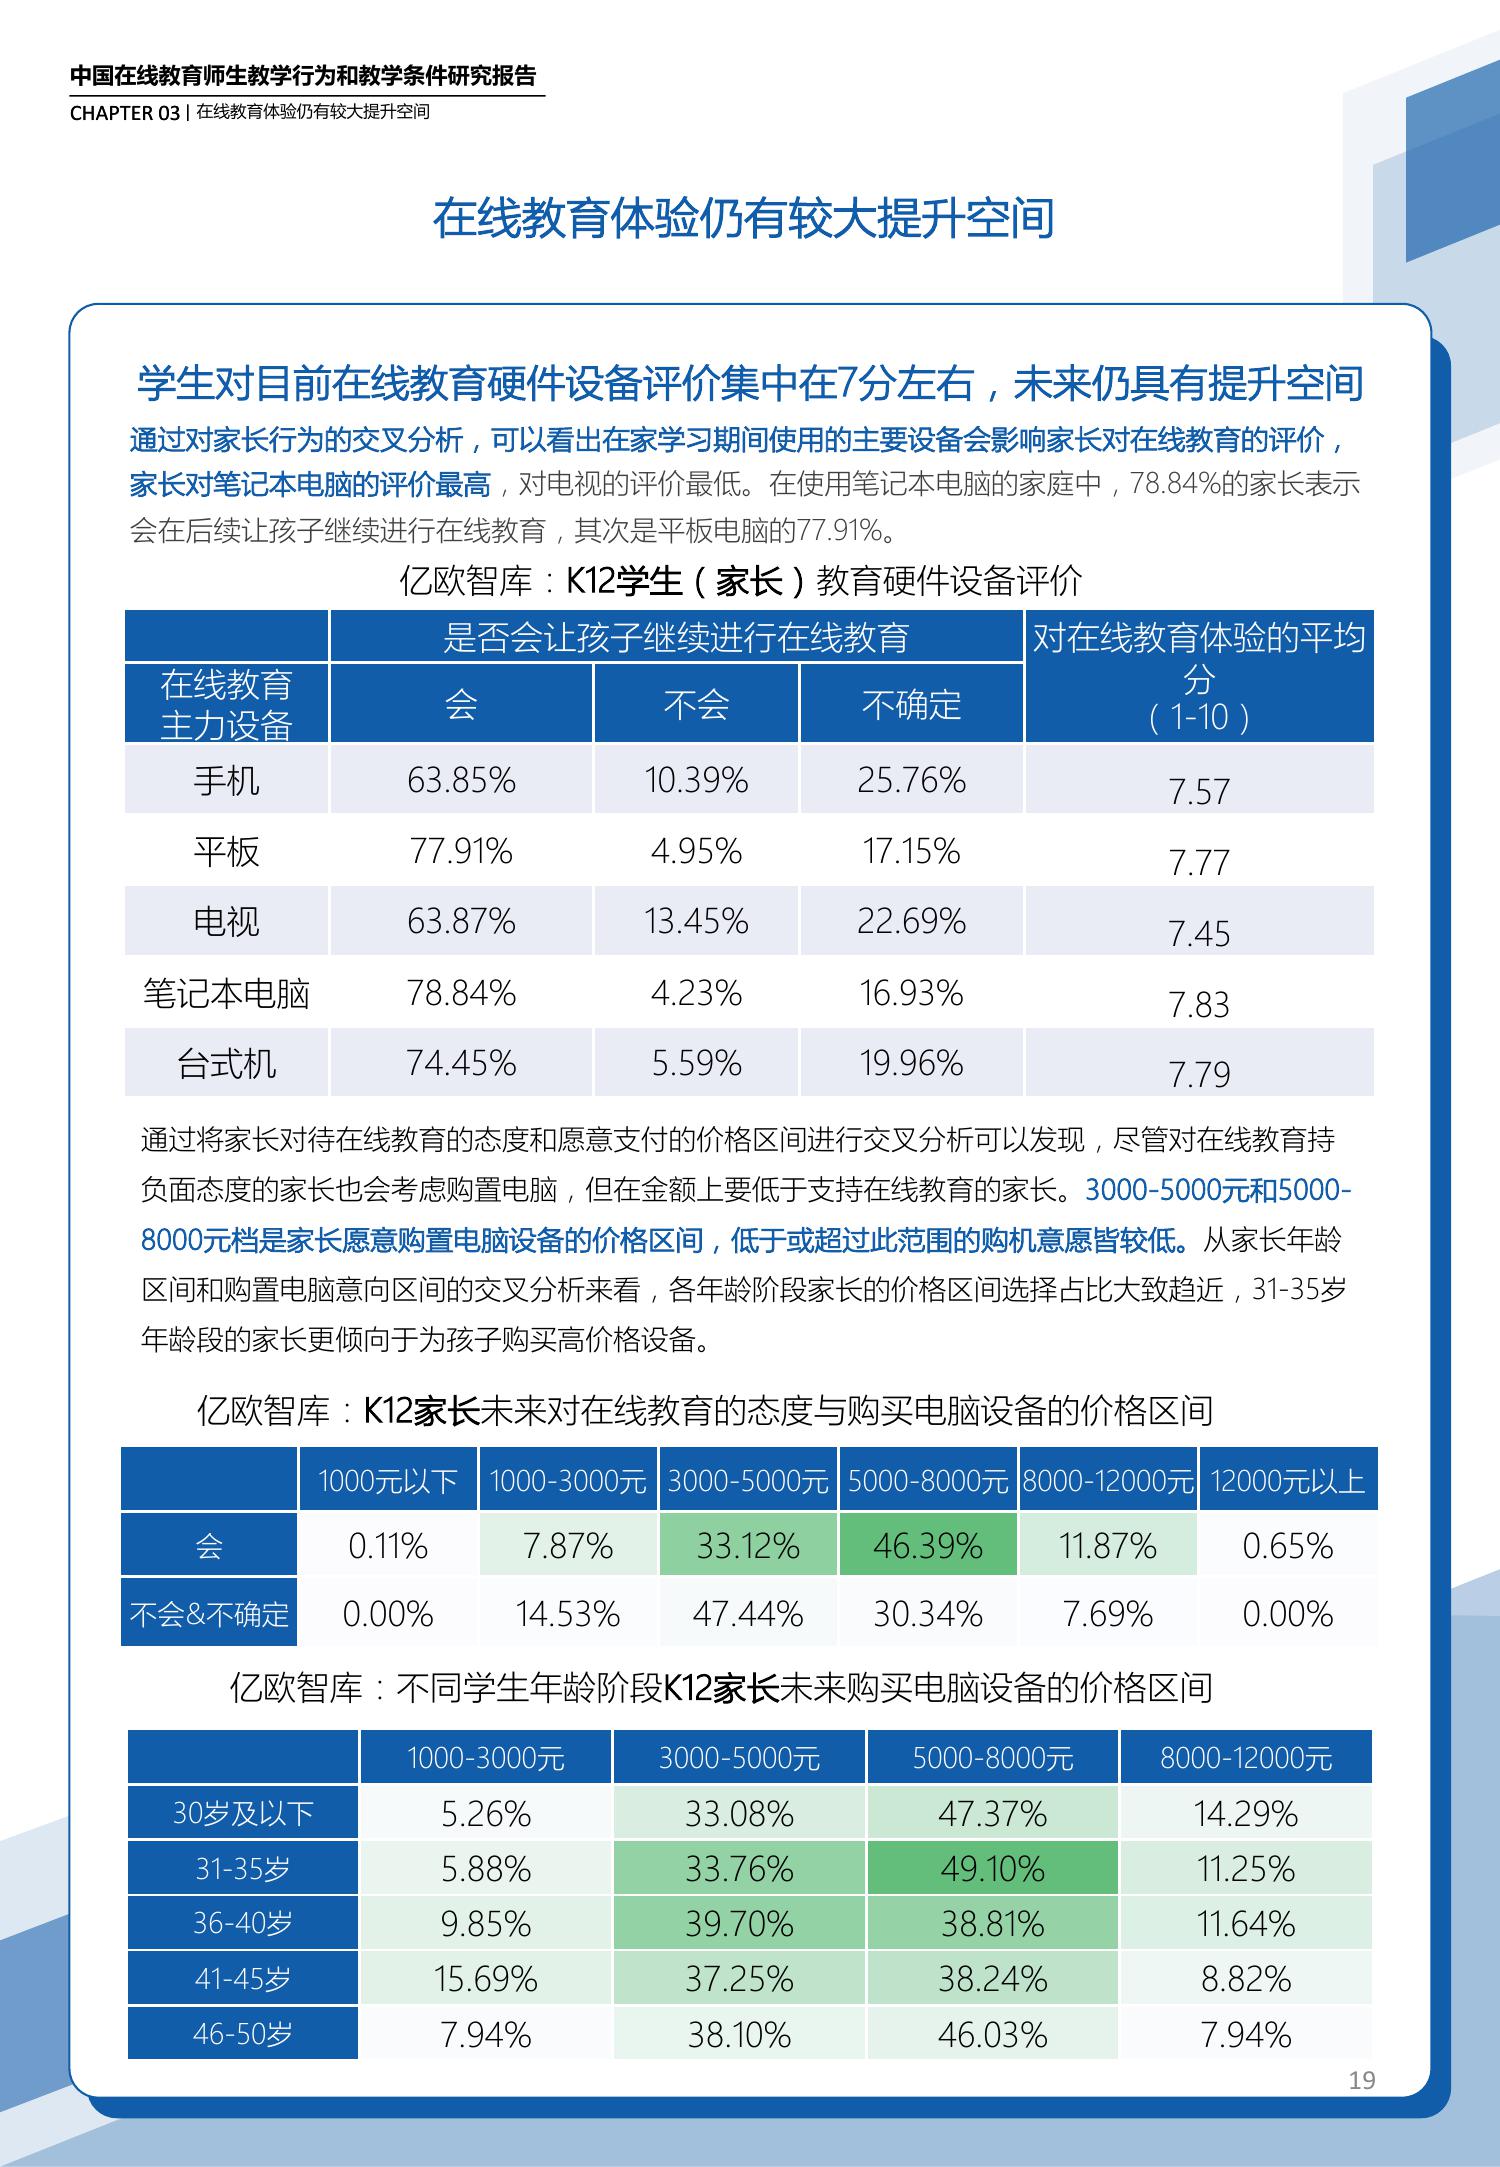 中国在线教育师生教学行为和教学条件研究报告
CHAPTER 03 | 在线教育体验仍有较大提升空间
在线教育体验仍有较大提升空间
学生对目前在线教育硬件设备评价集中在7分左右，未来仍具有提升空间
通过对家长行为的交叉分析，可以看出在家学习期间使用的主要设备会影响家长对在线教育的评价，
家长对笔记本电脑的评价最高，对电视的评价最低。在使用笔记本电脑的家庭中，78.84%的家长表示
会在后续让孩子继续进行在线教育，其次是平板电脑的77.91%。
亿欧智库：K12学生（家长）教育硬件设备评价
是否会让孩子继续进行在线教育 对在线教育体验的平均
分
（1-10）
在线教育
主力设备 会 不会 不确定
手机 63.85% 10.39% 25.76% 7.57
平板 77.91% 4.95% 17.15% 7.77
电视 63.87% 13.45% 22.69% 7.45
笔记本电脑 78.84% 4.23% 16.93% 7.83
台式机 74.45% 5.59% 19.96% 7.79
通过将家长对待在线教育的态度和愿意支付的价格区间进行交叉分析可以发现，尽管对在线教育持
负面态度的家长也会考虑购置电脑，但在金额上要低于支持在线教育的家长。3000-5000元和5000-
8000元档是家长愿意购置电脑设备的价格区间，低于或超过此范围的购机意愿皆较低。从家长年龄
区间和购置电脑意向区间的交叉分析来看，各年龄阶段家长的价格区间选择占比大致趋近，31-35岁
年龄段的家长更倾向于为孩子购买高价格设备。
亿欧智库：K12家长未来对在线教育的态度与购买电脑设备的价格区间
1000元以下 1000-3000元 3000-5000元 5000-8000元 8000-12000元 12000元以上
会 0.11% 7.87% 33.12% 46.39% 11.87% 0.65%
不会&不确定 0.00% 14.53% 47.44% 30.34% 7.69% 0.00%
亿欧智库：不同学生年龄阶段K12家长未来购买电脑设备的价格区间
1000-3000元 3000-5000元 5000-8000元 8000-12000元
30岁及以下 5.26% 33.08% 47.37% 14.29%
31-35岁 5.88% 33.76% 49.10% 11.25%
36-40岁 9.85% 39.70% 38.81% 11.64%
41-45岁 15.69% 37.25% 38.24% 8.82%
46-50岁 7.94% 38.10% 46.03% 7.94%
19